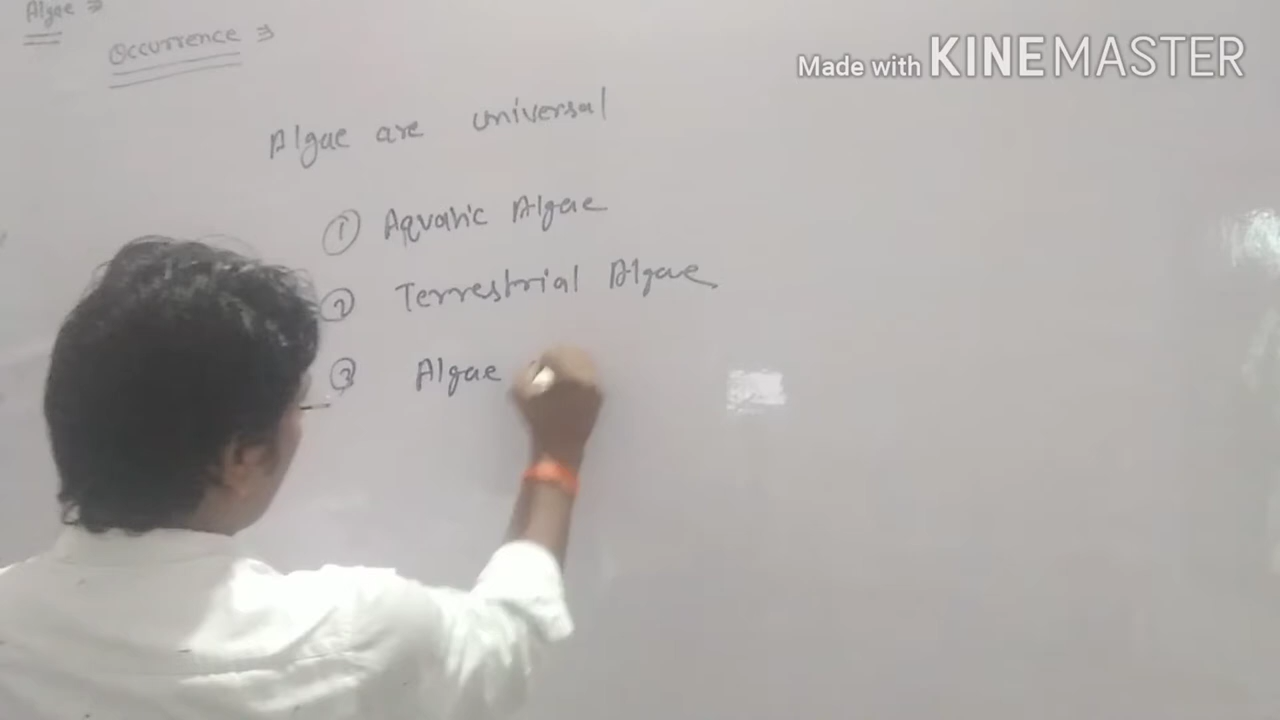 Algae ⇒
Occurrence ⇒
Made with KINEMASTER
Algae are universal
① Aquatic Algae
② Terrestrial Algae
③ Algae